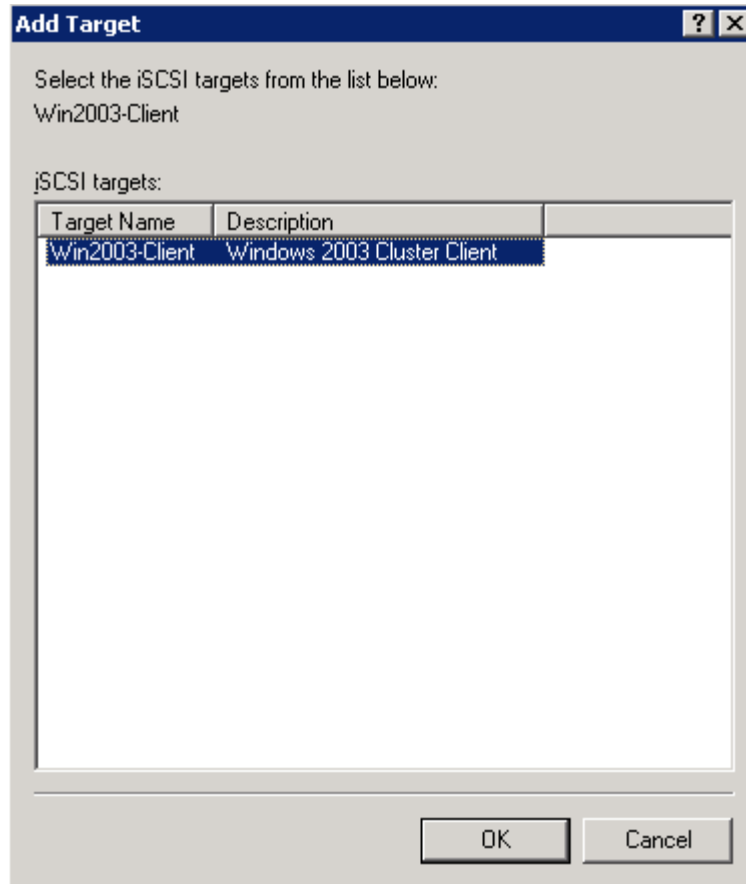 Add Target
Select the iSCSI targets from the list below:
Win2003-Client
iSCSI targets:
Target Name Description
Win2003-Client Windows 2003 Cluster Client
OK Cancel